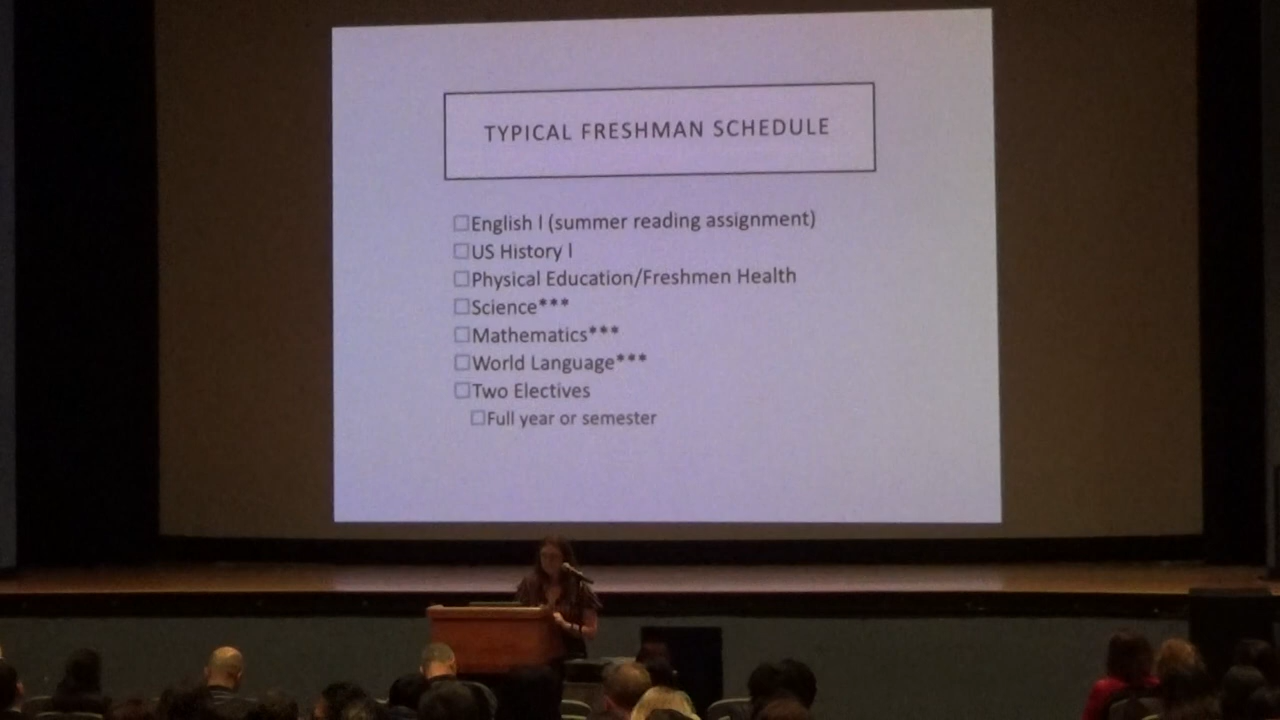 TYPICAL FRESHMAN SCHEDULE
English I (summer reading assignment)
US History I
Physical Education/Freshmen Health
Science***
Mathematics***
World Language***
Two Electives
Full year or semester